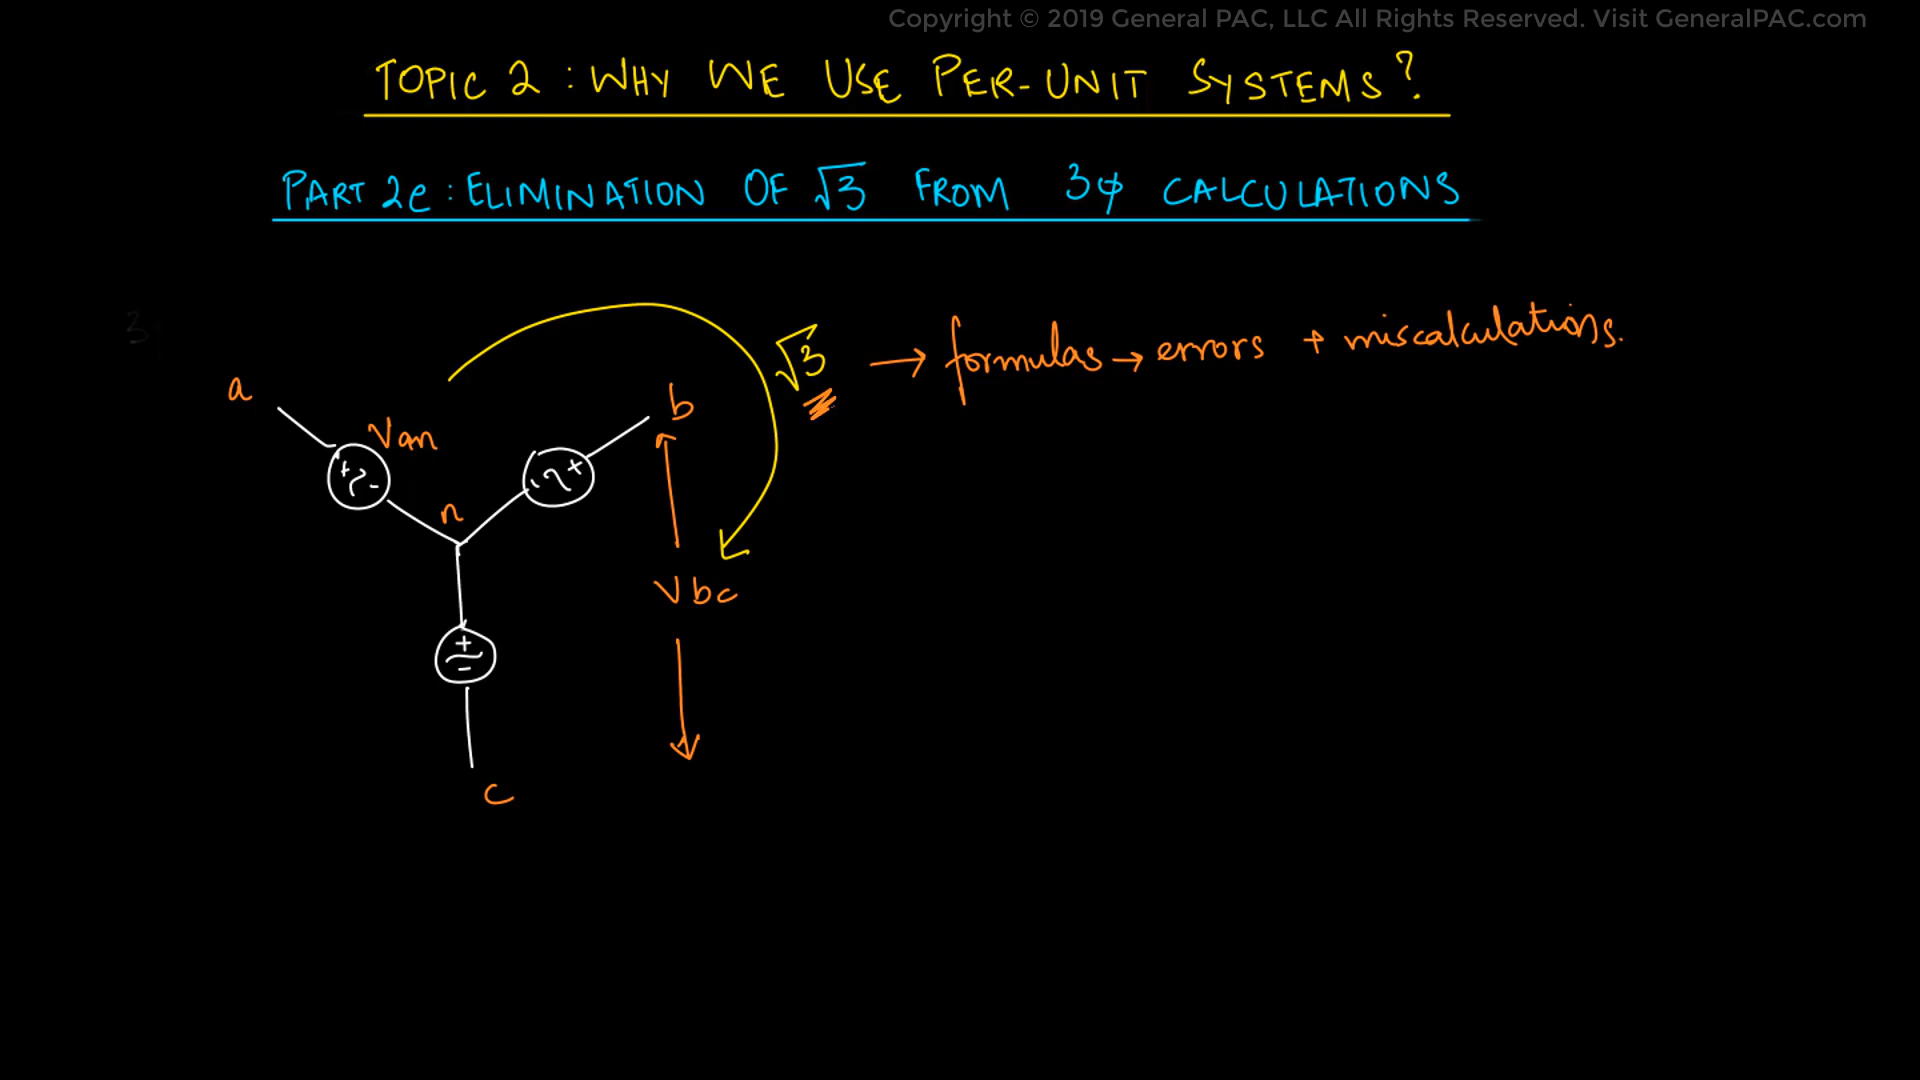 Copyright © 2019 General PAC, LLC All Rights Reserved. Visit GeneralPAC.com
TOPIC 2 : WHY WE USE PER-UNIT SYSTEMS?
PART 2e : ELIMINATION OF √3 FROM 3φ CALCULATIONS
√3 → formulas → errors + miscalculations.
3
a
b
Van
+ ~ -
- ~ +
n
Vbc
+ ~ -
c